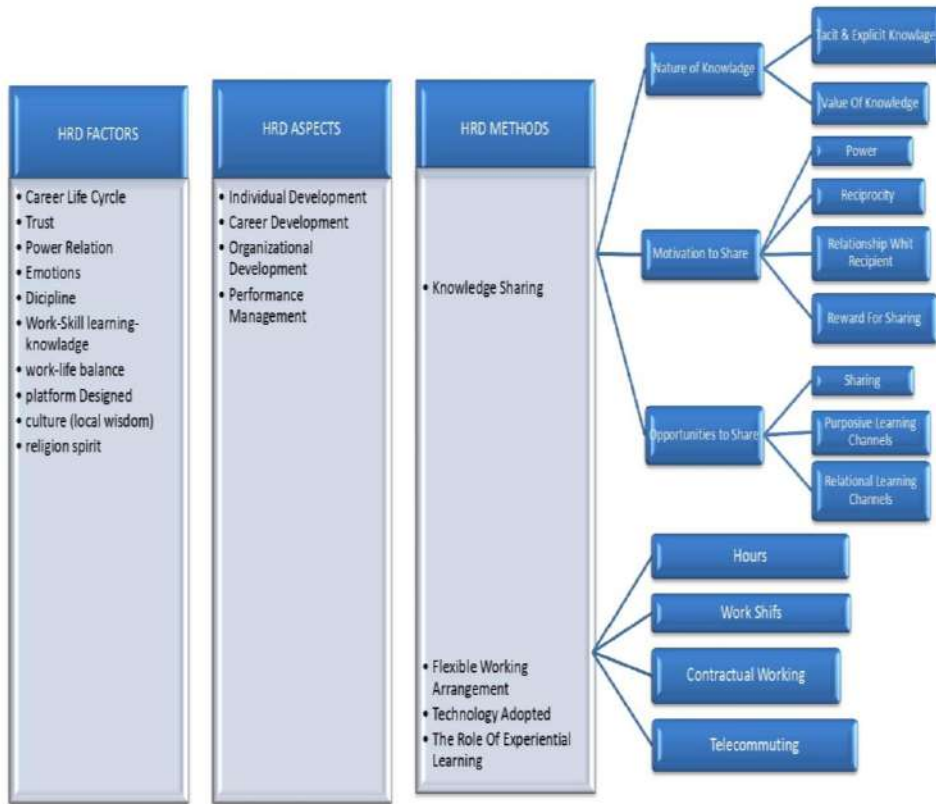 HRD FACTORS
• Career Life Cyrcle
• Trust
• Power Relation
• Emotions
• Dicipline
• Work-Skill learning-
knowladge
• work-life balance
• platform Designed
• culture (local wisdom)
• religion spirit
HRD ASPECTS
• Individual Development
• Career Development
• Organizational
Development
• Performance
Management
HRD METHODS
• Knowledge Sharing
• Flexible Working
Arrangement
• Technology Adopted
• The Role Of Experiential
Learning
Nature of Knowladge
Tacit & Explicit Knowlage
Value Of Knowledge
Motivation to Share
Power
Reciprocity
Relationship Whit
Recipient
Reward For Sharing
Opportunities to Share
Sharing
Purposive Learning
Channels
Relational Learning
Channels
Hours
Work Shifs
Contractual Working
Telecommuting